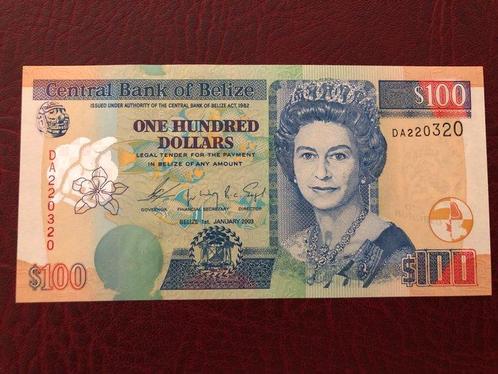 Central Bank of Belize
ISSUED UNDER AUTHORITY OF THE CENTRAL BANK OF BELIZE ACT, 1982
$100
ONE HUNDRED
DOLLARS
LEGAL TENDER FOR THE PAYMENT
IN BELIZE OF ANY AMOUNT
DA220320
DA220320
GOVERNOR FINANCIAL SECRETARY DIRECTOR
BELIZE 1st. JANUARY 2003
$100
$100